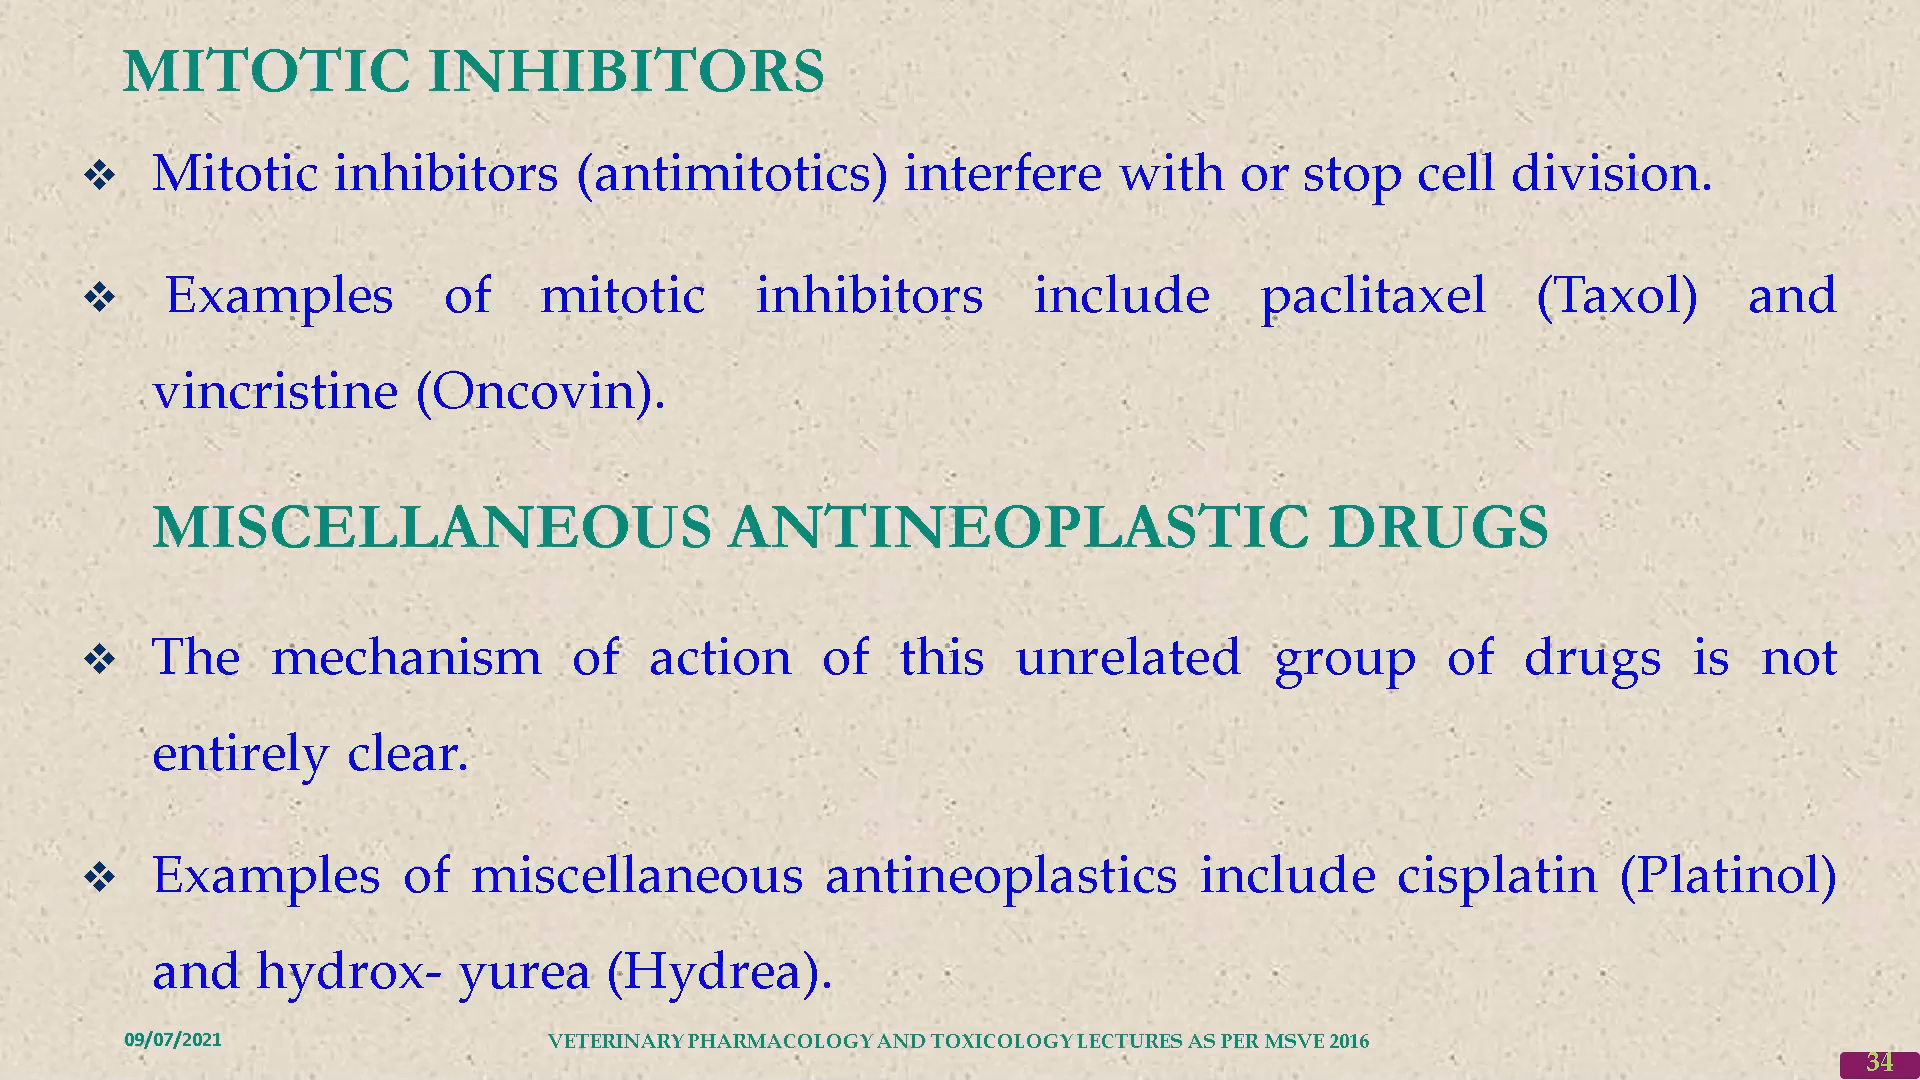 MITOTIC INHIBITORS
❖ Mitotic inhibitors (antimitotics) interfere with or stop cell division.
❖ Examples of mitotic inhibitors include paclitaxel (Taxol) and
vincristine (Oncovin).
MISCELLANEOUS ANTINEOPLASTIC DRUGS
❖ The mechanism of action of this unrelated group of drugs is not
entirely clear.
❖ Examples of miscellaneous antineoplastics include cisplatin (Platinol)
and hydrox- yurea (Hydrea).
09/07/2021 VETERINARY PHARMACOLOGY AND TOXICOLOGY LECTURES AS PER MSVE 2016 34